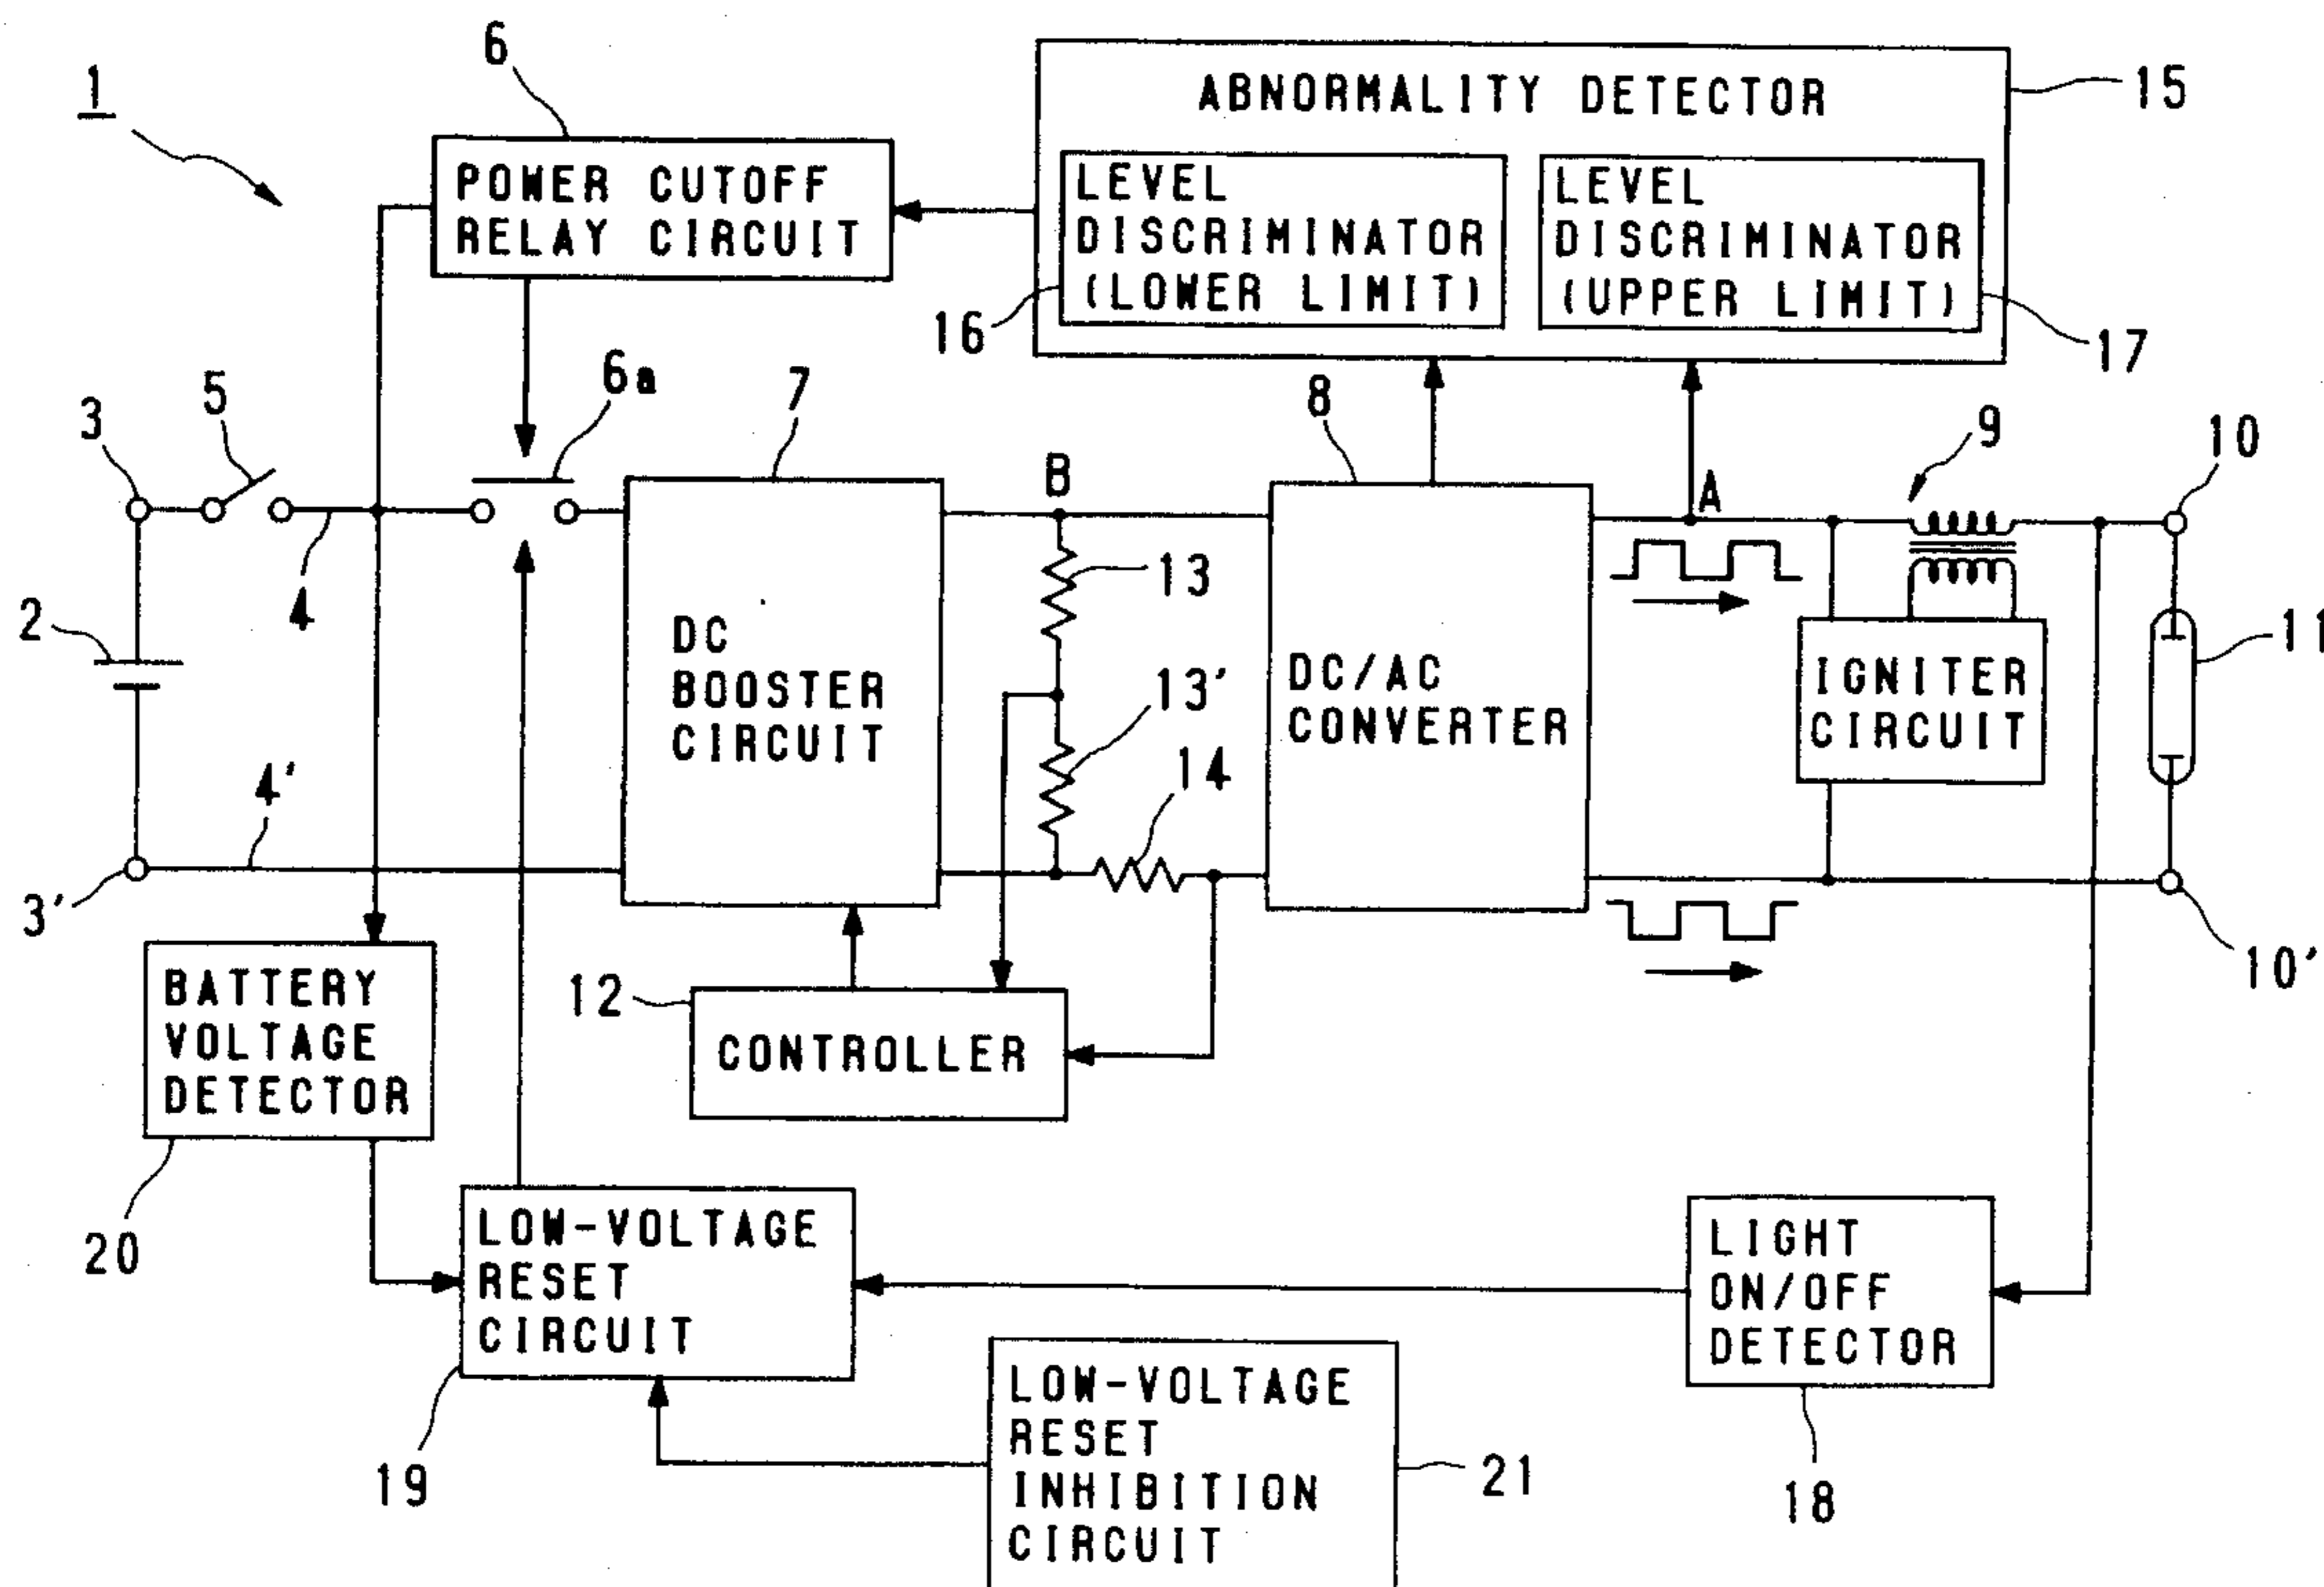 1
6
ABNORMALITY DETECTOR
15
POWER CUTOFF
RELAY CIRCUIT
LEVEL
DISCRIMINATOR
(LOWER LIMIT)
LEVEL
DISCRIMINATOR
(UPPER LIMIT)
16
17
3
5
6a
7
8
9
10
B
A
2
4
13
DC
BOOSTER
CIRCUIT
13'
DC/AC
CONVERTER
IGNITER
CIRCUIT
11
4'
14
3'
10'
BATTERY
VOLTAGE
DETECTOR
12
CONTROLLER
20
LOW-VOLTAGE
RESET
CIRCUIT
LIGHT
ON/OFF
DETECTOR
19
LOW-VOLTAGE
RESET
INHIBITION
CIRCUIT
21
18